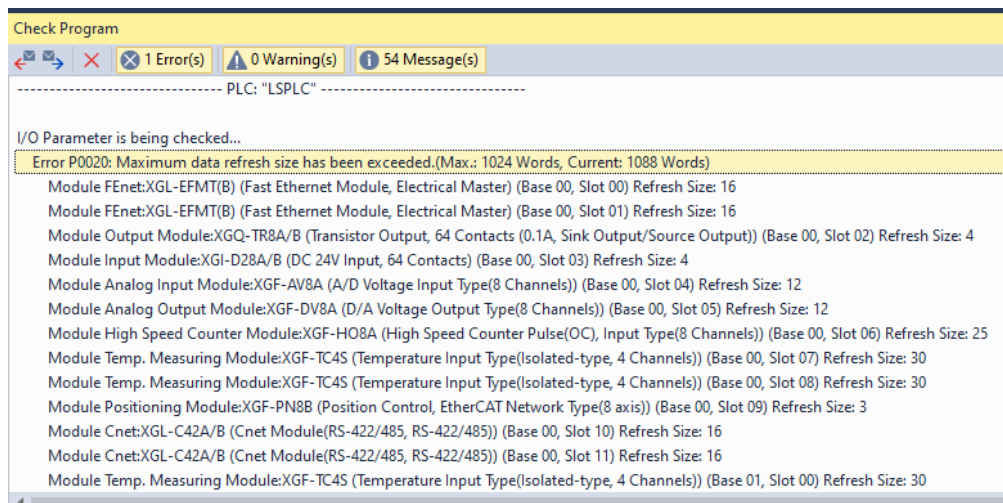 Check Program
1 Error(s) 0 Warning(s) 54 Message(s)
-------------------------------- PLC: "LSPLC" --------------------------------
I/O Parameter is being checked...
Error P0020: Maximum data refresh size has been exceeded.(Max.: 1024 Words, Current: 1088 Words)
Module FEnet:XGL-EFMT(B) (Fast Ethernet Module, Electrical Master) (Base 00, Slot 00) Refresh Size: 16
Module FEnet:XGL-EFMT(B) (Fast Ethernet Module, Electrical Master) (Base 00, Slot 01) Refresh Size: 16
Module Output Module:XGQ-TR8A/B (Transistor Output, 64 Contacts (0.1A, Sink Output/Source Output)) (Base 00, Slot 02) Refresh Size: 4
Module Input Module:XGI-D28A/B (DC 24V Input, 64 Contacts) (Base 00, Slot 03) Refresh Size: 4
Module Analog Input Module:XGF-AV8A (A/D Voltage Input Type(8 Channels)) (Base 00, Slot 04) Refresh Size: 12
Module Analog Output Module:XGF-DV8A (D/A Voltage Output Type(8 Channels)) (Base 00, Slot 05) Refresh Size: 12
Module High Speed Counter Module:XGF-HO8A (High Speed Counter Pulse(OC), Input Type(8 Channels)) (Base 00, Slot 06) Refresh Size: 25
Module Temp. Measuring Module:XGF-TC4S (Temperature Input Type(Isolated-type, 4 Channels)) (Base 00, Slot 07) Refresh Size: 30
Module Temp. Measuring Module:XGF-TC4S (Temperature Input Type(Isolated-type, 4 Channels)) (Base 00, Slot 08) Refresh Size: 30
Module Positioning Module:XGF-PN8B (Position Control, EtherCAT Network Type(8 axis)) (Base 00, Slot 09) Refresh Size: 3
Module Cnet:XGL-C42A/B (Cnet Module(RS-422/485, RS-422/485)) (Base 00, Slot 10) Refresh Size: 16
Module Cnet:XGL-C42A/B (Cnet Module(RS-422/485, RS-422/485)) (Base 00, Slot 11) Refresh Size: 16
Module Temp. Measuring Module:XGF-TC4S (Temperature Input Type(Isolated-type, 4 Channels)) (Base 01, Slot 00) Refresh Size: 30